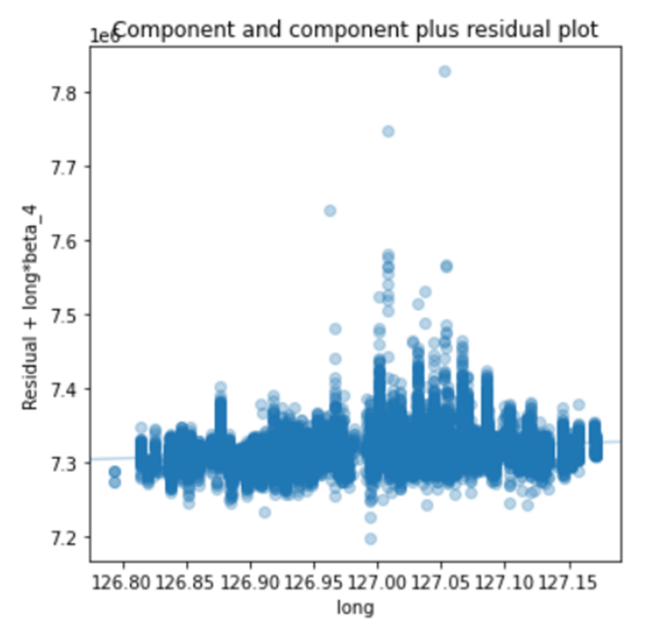 1e6
Component and component plus residual plot
7.8
7.7
7.6
7.5
7.4
7.3
7.2
Residual + long*beta_4
126.80 126.85 126.90 126.95 127.00 127.05 127.10 127.15
long